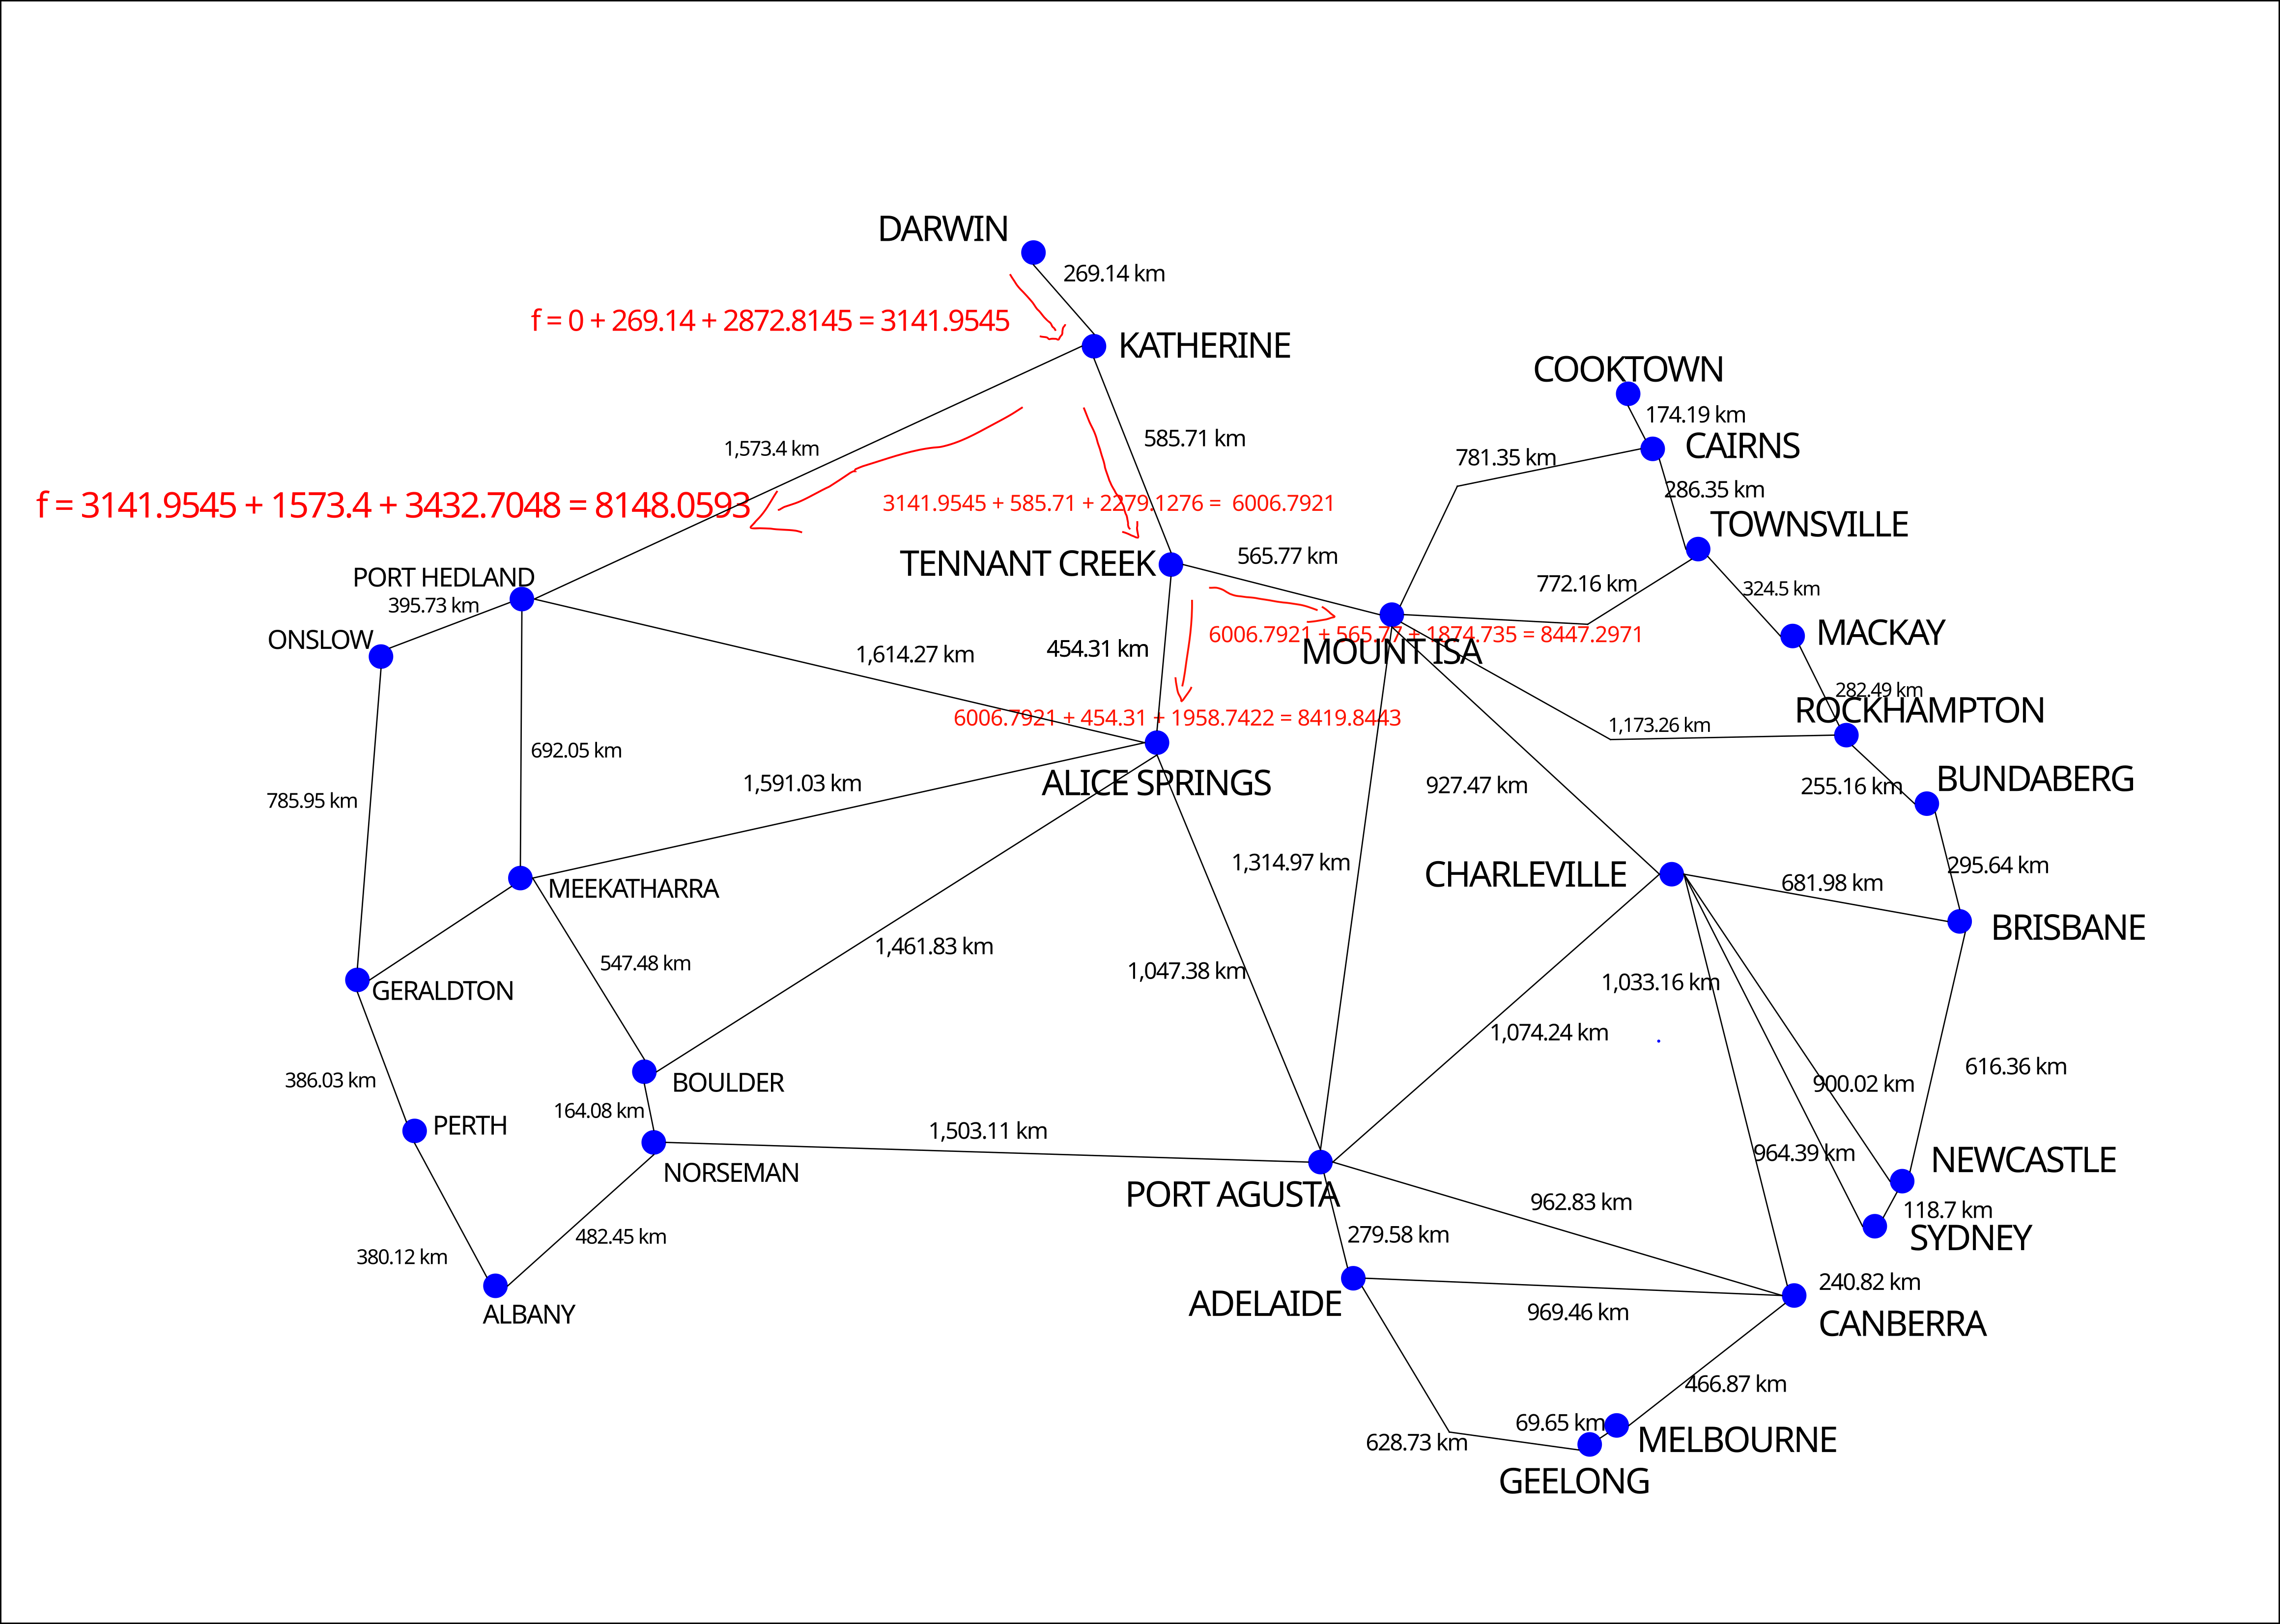 DARWIN
269.14 km
f = 0 + 269.14 + 2872.8145 = 3141.9545
KATHERINE
COOKTOWN
174.19 km
CAIRNS
585.71 km
1,573.4 km
781.35 km
286.35 km
f = 3141.9545 + 1573.4 + 3432.7048 = 8148.0593
3141.9545 + 585.71 + 2279.1276 = 6006.7921
TOWNSVILLE
TENNANT CREEK
565.77 km
PORT HEDLAND
772.16 km
324.5 km
395.73 km
ONSLOW
6006.7921 + 565.77 + 1874.735 = 8447.2971
MACKAY
1,614.27 km
454.31 km
MOUNT ISA
282.49 km
ROCKHAMPTON
6006.7921 + 454.31 + 1958.7422 = 8419.8443
1,173.26 km
692.05 km
1,591.03 km
ALICE SPRINGS
927.47 km
255.16 km
BUNDABERG
785.95 km
1,314.97 km
CHARLEVILLE
681.98 km
295.64 km
MEEKATHARRA
BRISBANE
547.48 km
1,461.83 km
1,047.38 km
1,033.16 km
GERALDTON
1,074.24 km
386.03 km
BOULDER
900.02 km
616.36 km
164.08 km
PERTH
1,503.11 km
964.39 km
NEWCASTLE
NORSEMAN
PORT AGUSTA
962.83 km
118.7 km
482.45 km
279.58 km
SYDNEY
380.12 km
240.82 km
ALBANY
ADELAIDE
969.46 km
CANBERRA
466.87 km
69.65 km
628.73 km
MELBOURNE
GEELONG